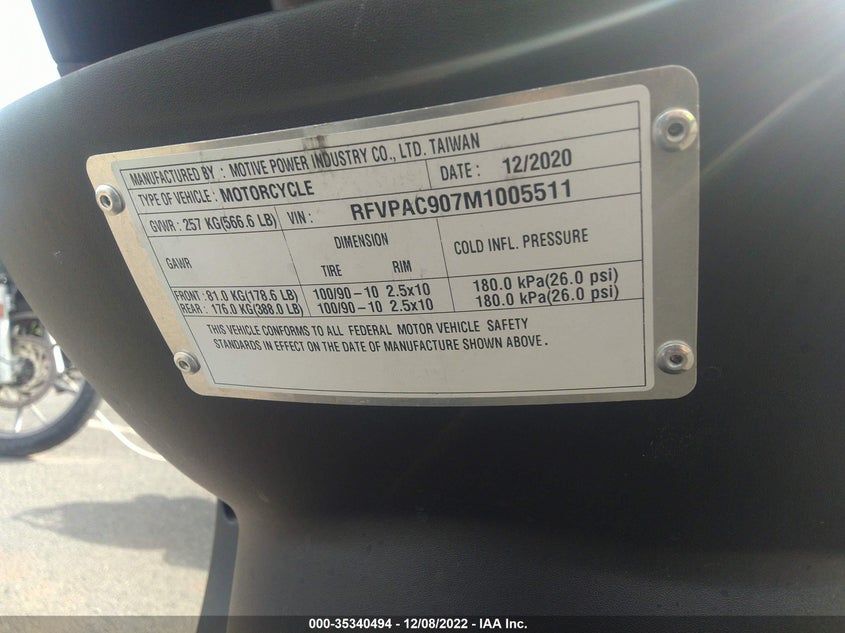 MANUFACTURED BY : MOTIVE POWER INDUSTRY CO., LTD. TAIWAN
TYPE OF VEHICLE : MOTORCYCLE DATE : 12/2020
GVWR : 257 KG(566.6 LB) VIN : RFVPAC907M1005511
GAWR DIMENSION COLD INFL. PRESSURE
TIRE RIM
FRONT : 81.0 KG(178.6 LB) 100/90-10 2.5x10 180.0 kPa(26.0 psi)
REAR : 176.0 KG(388.0 LB) 100/90-10 2.5x10 180.0 kPa(26.0 psi)
THIS VEHICLE CONFORMS TO ALL FEDERAL MOTOR VEHICLE SAFETY
STANDARDS IN EFFECT ON THE DATE OF MANUFACTURE SHOWN ABOVE.
000-35340494 - 12/08/2022 - IAA Inc.